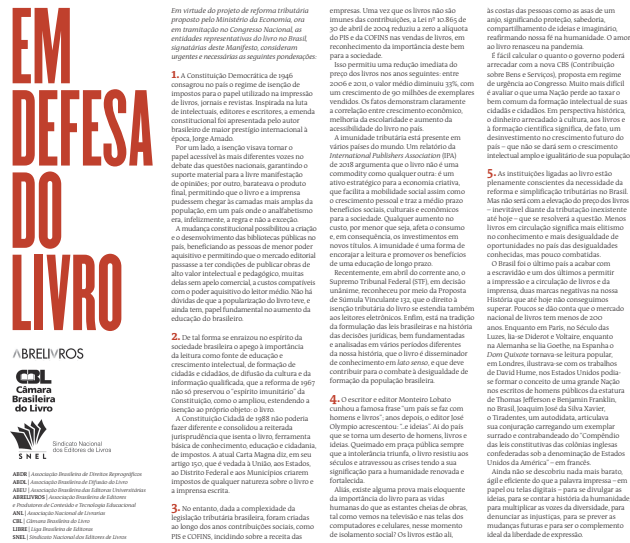 EM
DEFESA
DO
LIVRO
ABRELIVROS
CBL
Câmara
Brasileira
do Livro
SNEL
Sindicato Nacional
dos Editores de Livros
ABDR | Associação Brasileira de Direitos Reprográficos
ABDL | Associação Brasileira de Difusão do Livro
ABEU | Associação Brasileira das Editoras Universitárias
ABRELIVROS | Associação Brasileira de Editores
e Produtores de Conteúdo e Tecnologia Educacional
ANL | Associação Nacional de Livrarias
CBL | Câmara Brasileira do Livro
LIBRE | Liga Brasileira de Editoras
SNEL | Sindicato Nacional dos Editores de Livros
Em virtude do projeto de reforma tributária
proposto pelo Ministério da Economia, ora
em tramitação no Congresso Nacional, as
entidades representativas do livro no Brasil,
signatárias deste Manifesto, consideram
urgentes e necessárias as seguintes ponderações:
1. A Constituição Democrática de 1946
consagrou no país o regime de isenção de
impostos para o papel utilizado na impressão
de livros, jornais e revistas. Inspirada na luta
de intelectuais, editores e escritores, a emenda
constitucional foi apresentada pelo autor
brasileiro de maior prestígio internacional à
época, Jorge Amado.
Por um lado, a isenção visava tornar o
papel acessível às mais diferentes vozes no
debate das questões nacionais, garantindo o
suporte material para a livre manifestação
de opiniões; por outro, barateava o produto
final, permitindo que o livro e a imprensa
pudessem chegar às camadas mais amplas da
população, em um país onde o analfabetismo
era, infelizmente, a regra e não a exceção.
A mudança constitucional possibilitou a criação
e o desenvolvimento das bibliotecas públicas no
país, beneficiando as pessoas de menor poder
aquisitivo e permitindo que o mercado editorial
passasse a ter condições de publicar obras de
alto valor intelectual e pedagógico, muitas
delas sem apelo comercial, a custos compatíveis
com o poder aquisitivo do leitor médio. Não há
dúvidas de que a popularização do livro teve, e
ainda tem, papel fundamental no aumento da
educação do brasileiro.
2. De tal forma se enraizou no espírito da
sociedade brasileira o apego à importância
da leitura como fonte de educação e
crescimento intelectual, de formação de
cidadãs e cidadãos, de difusão da cultura e da
informação qualificada, que a reforma de 1967
não só preservou o “espírito imunitário” da
Constituição, como o ampliou, estendendo a
isenção ao próprio objeto: o livro.
A Constituição Cidadã de 1988 não poderia
fazer diferente e consolidou a reiterada
jurisprudência que isenta o livro, ferramenta
básica de conhecimento, educação e cidadania,
de impostos. A atual Carta Magna diz, em seu
artigo 150, que é vedado à União, aos Estados,
ao Distrito Federal e aos Municípios criarem
impostos de qualquer natureza sobre o livro e
a imprensa escrita.
3. No entanto, dada a complexidade da
legislação tributária brasileira, foram criadas
ao longo dos anos contribuições sociais, como
PIS e COFINS, incidindo sobre a receita das
empresas. Uma vez que os livros não são
imunes das contribuições, a Lei nº 10.865 de
30 de abril de 2004 reduziu a zero a alíquota
do PIS e da COFINS nas vendas de livros, em
reconhecimento da importância deste bem
para a sociedade.
Isso permitiu uma redução imediata do
preço dos livros nos anos seguintes: entre
2006 e 2011, o valor médio diminuiu 33%, com
um crescimento de 90 milhões de exemplares
vendidos. Os fatos demonstram claramente
a correlação entre crescimento econômico,
melhoria da escolaridade e aumento da
acessibilidade do livro no país.
A imunidade tributária está presente em
vários países do mundo. Um relatório da
International Publishers Association (IPA)
de 2018 argumenta que o livro não é uma
commodity como qualquer outra: é um
ativo estratégico para a economia criativa,
que facilita a mobilidade social assim como
o crescimento pessoal e traz a médio prazo
benefícios sociais, culturais e econômicos
para a sociedade. Qualquer aumento no
custo, por menor que seja, afeta o consumo
e, em consequência, os investimentos em
novos títulos. A imunidade é uma forma de
encorajar a leitura e promover os benefícios
de uma educação de longo prazo.
Recentemente, em abril do corrente ano, o
Supremo Tribunal Federal (STF), em decisão
unânime, reconheceu por meio da Proposta
de Súmula Vinculante 132, que o direito à
isenção tributária do livro se estendia também
aos leitores eletrônicos. Enfim, está na tradição
da formulação das leis brasileiras e na história
das decisões jurídicas, bem fundamentadas
e analisadas em vários períodos diferentes
da nossa história, que o livro é disseminador
de conhecimento em lato senso, e que deve
contribuir para o combate à desigualdade de
formação da população brasileira.
4. O escritor e editor Monteiro Lobato
cunhou a famosa frase “um país se faz com
homens e livros”; anos depois, o editor José
Olympio acrescentou: “...e ideias”. Ai do país
que se torna um deserto de homens, livros e
ideias. Queimado em praça pública sempre
que a intolerância triunfa, o livro resistiu aos
séculos e atravessou as crises tendo a sua
significação para a humanidade renovada e
fortalecida.
Aliás, existe alguma prova mais eloquente
da importância do livro para as vidas
humanas do que as estantes cheias de obras,
tal como vemos na televisão e nas telas dos
computadores e celulares, nesse momento
de isolamento social? Os livros estão ali,
às costas das pessoas como as asas de um
anjo, significando proteção, sabedoria,
compartilhamento de ideias e imaginário,
reafirmando nossa fé na humanidade. O amor
ao livro renasceu na pandemia.
É fácil calcular o quanto o governo poderá
arrecadar com a nova CBS (Contribuição
sobre Bens e Serviços), proposta em regime
de urgência ao Congresso. Muito mais difícil
é avaliar o que uma Nação perde ao taxar o
bem comum da formação intelectual de suas
cidadãs e cidadãos. Em perspectiva histórica,
o dinheiro arrecadado à cultura, aos livros e
à formação científica significa, de fato, um
desinvestimento no crescimento futuro do
país – que não se dará sem o crescimento
intelectual amplo e igualitário de sua população
5. As instituições ligadas ao livro estão
plenamente conscientes da necessidade da
reforma e simplificação tributárias no Brasil.
Mas não será com a elevação do preço dos livros
– inevitável diante da tributação inexistente
até hoje – que se resolverá a questão. Menos
livros em circulação significa mais elitismo
no conhecimento e mais desigualdade de
oportunidades no país das desigualdades
conhecidas, mas pouco combatidas.
O Brasil foi o último país a acabar com
a escravidão e um dos últimos a permitir
a impressão e a circulação de livros e da
imprensa, duas marcas negativas na nossa
História que até hoje não conseguimos
superar. Poucos se dão conta que o mercado
nacional de livros tem menos de 200
anos. Enquanto em Paris, no Século das
Luzes, lia-se Diderot e Voltaire, enquanto
na Alemanha se lia Goethe, na Espanha o
Dom Quixote tornava-se leitura popular,
em Londres, ilustrava-se com os trabalhos
de David Hume, nos Estados Unidos podia-
se formar o conceito de uma grande Nação
nos escritos de homens públicos da estatura
de Thomas Jefferson e Benjamin Franklin,
no Brasil, Joaquim José da Silva Xavier,
o Tiradentes, um autodidata, articulava
sua conjuração carregando um exemplar
surrado e contrabandeado do “Compêndio
das leis constitutivas das colônias inglesas
confederadas sob a denominação de Estados
Unidos da América” – em francês.
Ainda não se descobriu nada mais barato,
ágil e eficiente do que a palavra impressa – em
papel ou telas digitais – para se divulgar as
ideias, para se contar a história da humanidade
para multiplicar as vozes da diversidade, para
denunciar as injustiças, para se prever as
mudanças futuras e para ser o complemento
ideal da liberdade de expressão.